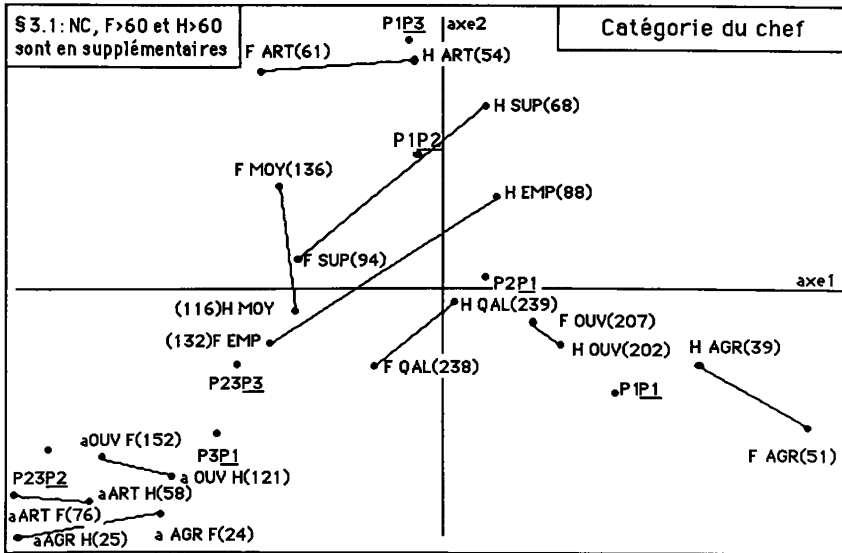 § 3.1: NC, F>60 et H>60
sont en supplémentaires
P1P3
axe2
Catégorie du chef
F ART(61)
H ART(54)
H SUP(68)
P1P2
F MOY(136)
H EMP(88)
F SUP(94)
P2P1
axe1
(116)H MOY
H QAL(239)
F OUV(207)
(132)F EMP
H OUV(202)
H AGR(39)
F QAL(238)
P23P3
P1P1
aOUV F(152)
P3P1
F AGR(51)
P23P2
a OUV H(121)
aART H(58)
aART F(76)
aAGR H(25)
a AGR F(24)